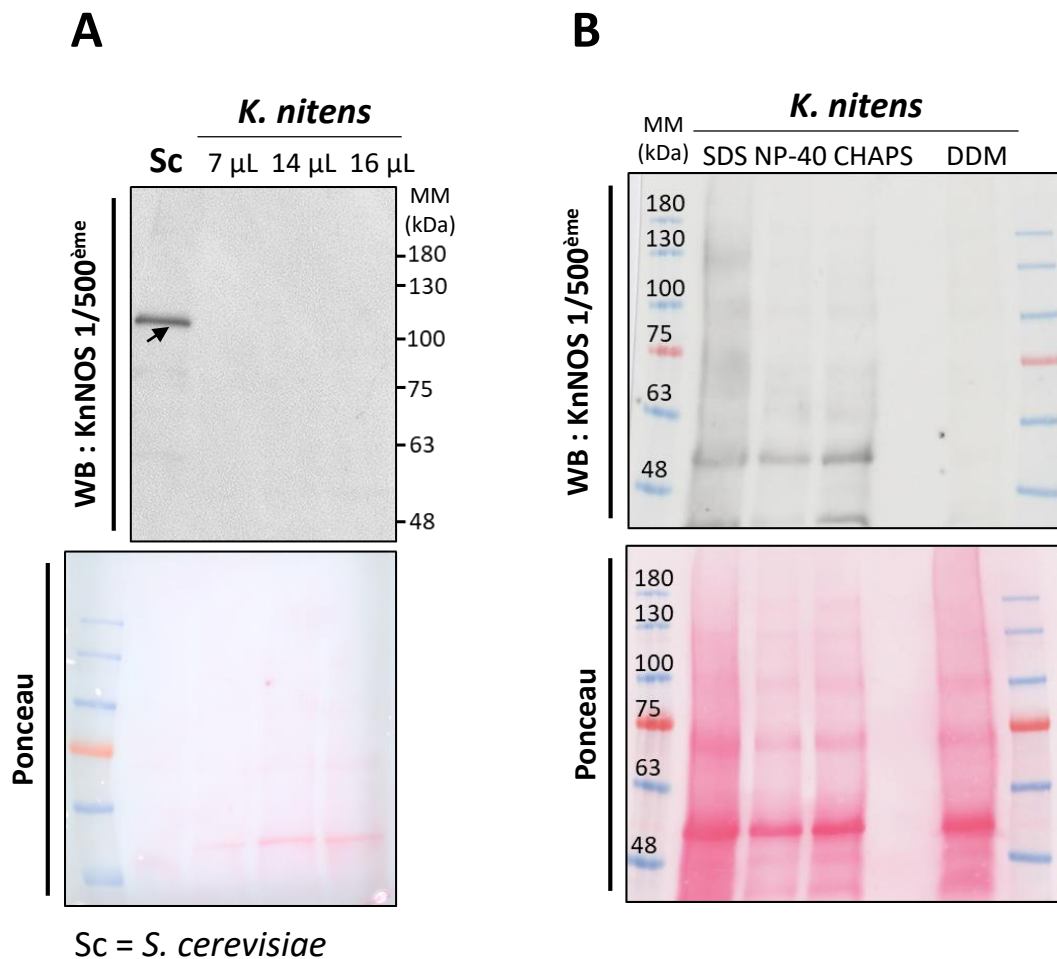 A
K. nitens
Sc 7 µL 14 µL 16 µL
MM
(kDa)
180
130
100
75
63
48
WB : KnNOS 1/500ème
Ponceau
Sc = S. cerevisiae
B
K. nitens
MM
(kDa)
SDS NP-40 CHAPS DDM
180
130
100
75
63
48
WB : KnNOS 1/500ème
180
130
100
75
63
48
Ponceau